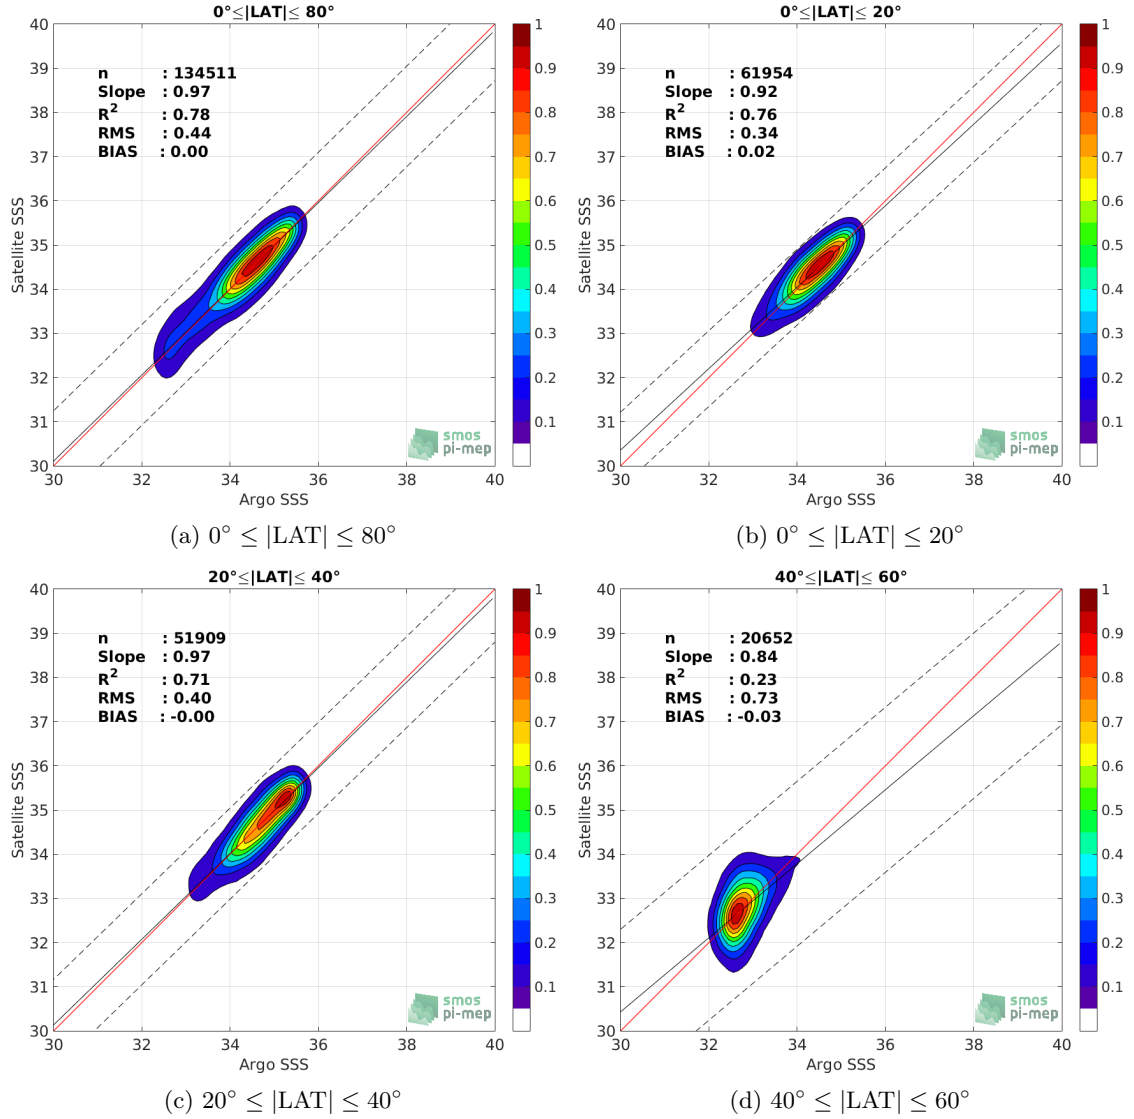 0°≤|LAT|≤ 80°
n : 134511
Slope : 0.97
R² : 0.78
RMS : 0.44
BIAS : 0.00
Satellite SSS
40
39
38
37
36
35
34
33
32
31
30
30 32 34 36 38 40
Argo SSS
1
0.9
0.8
0.7
0.6
0.5
0.4
0.3
0.2
0.1
smos
pi-mep
(a) 0° ≤ |LAT| ≤ 80°
0°≤|LAT|≤ 20°
n : 61954
Slope : 0.92
R² : 0.76
RMS : 0.34
BIAS : 0.02
Satellite SSS
40
39
38
37
36
35
34
33
32
31
30
30 32 34 36 38 40
Argo SSS
1
0.9
0.8
0.7
0.6
0.5
0.4
0.3
0.2
0.1
smos
pi-mep
(b) 0° ≤ |LAT| ≤ 20°
20°≤|LAT|≤ 40°
n : 51909
Slope : 0.97
R² : 0.71
RMS : 0.40
BIAS : -0.00
Satellite SSS
40
39
38
37
36
35
34
33
32
31
30
30 32 34 36 38 40
Argo SSS
1
0.9
0.8
0.7
0.6
0.5
0.4
0.3
0.2
0.1
smos
pi-mep
(c) 20° ≤ |LAT| ≤ 40°
40°≤|LAT|≤ 60°
n : 20652
Slope : 0.84
R² : 0.23
RMS : 0.73
BIAS : -0.03
Satellite SSS
40
39
38
37
36
35
34
33
32
31
30
30 32 34 36 38 40
Argo SSS
1
0.9
0.8
0.7
0.6
0.5
0.4
0.3
0.2
0.1
smos
pi-mep
(d) 40° ≤ |LAT| ≤ 60°